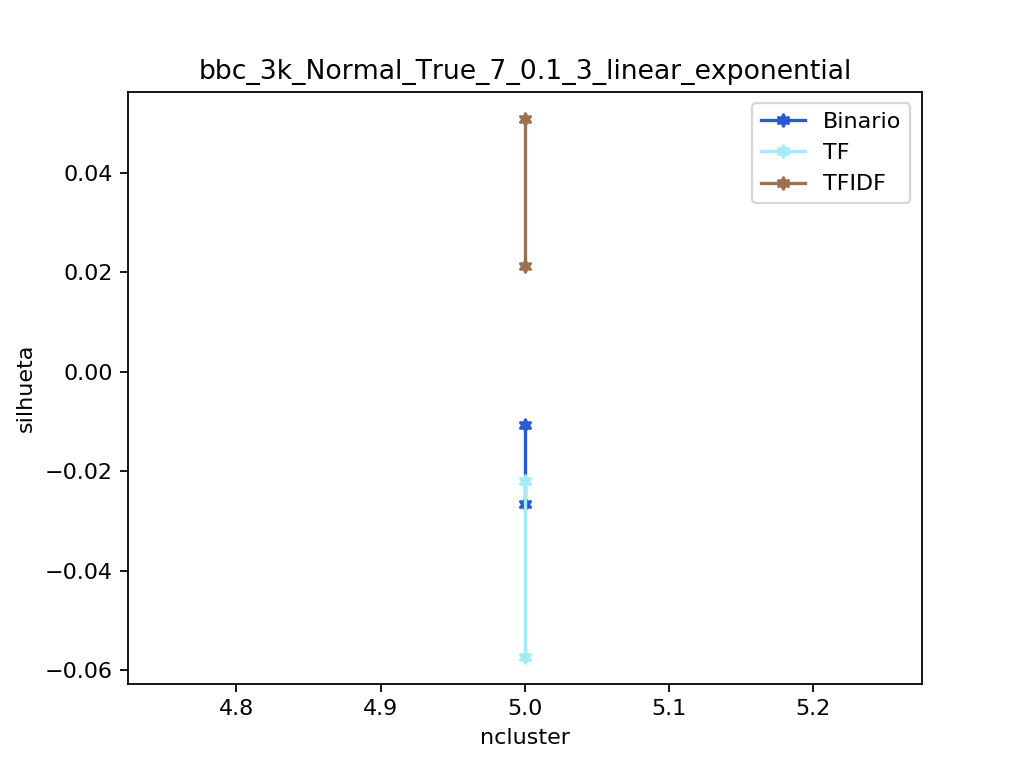 bbc_3k_Normal_True_7_0.1_3_linear_exponential
Binario
TF
TFIDF
silhueta
0.04
0.02
0.00
−0.02
−0.04
−0.06
4.8 4.9 5.0 5.1 5.2
ncluster